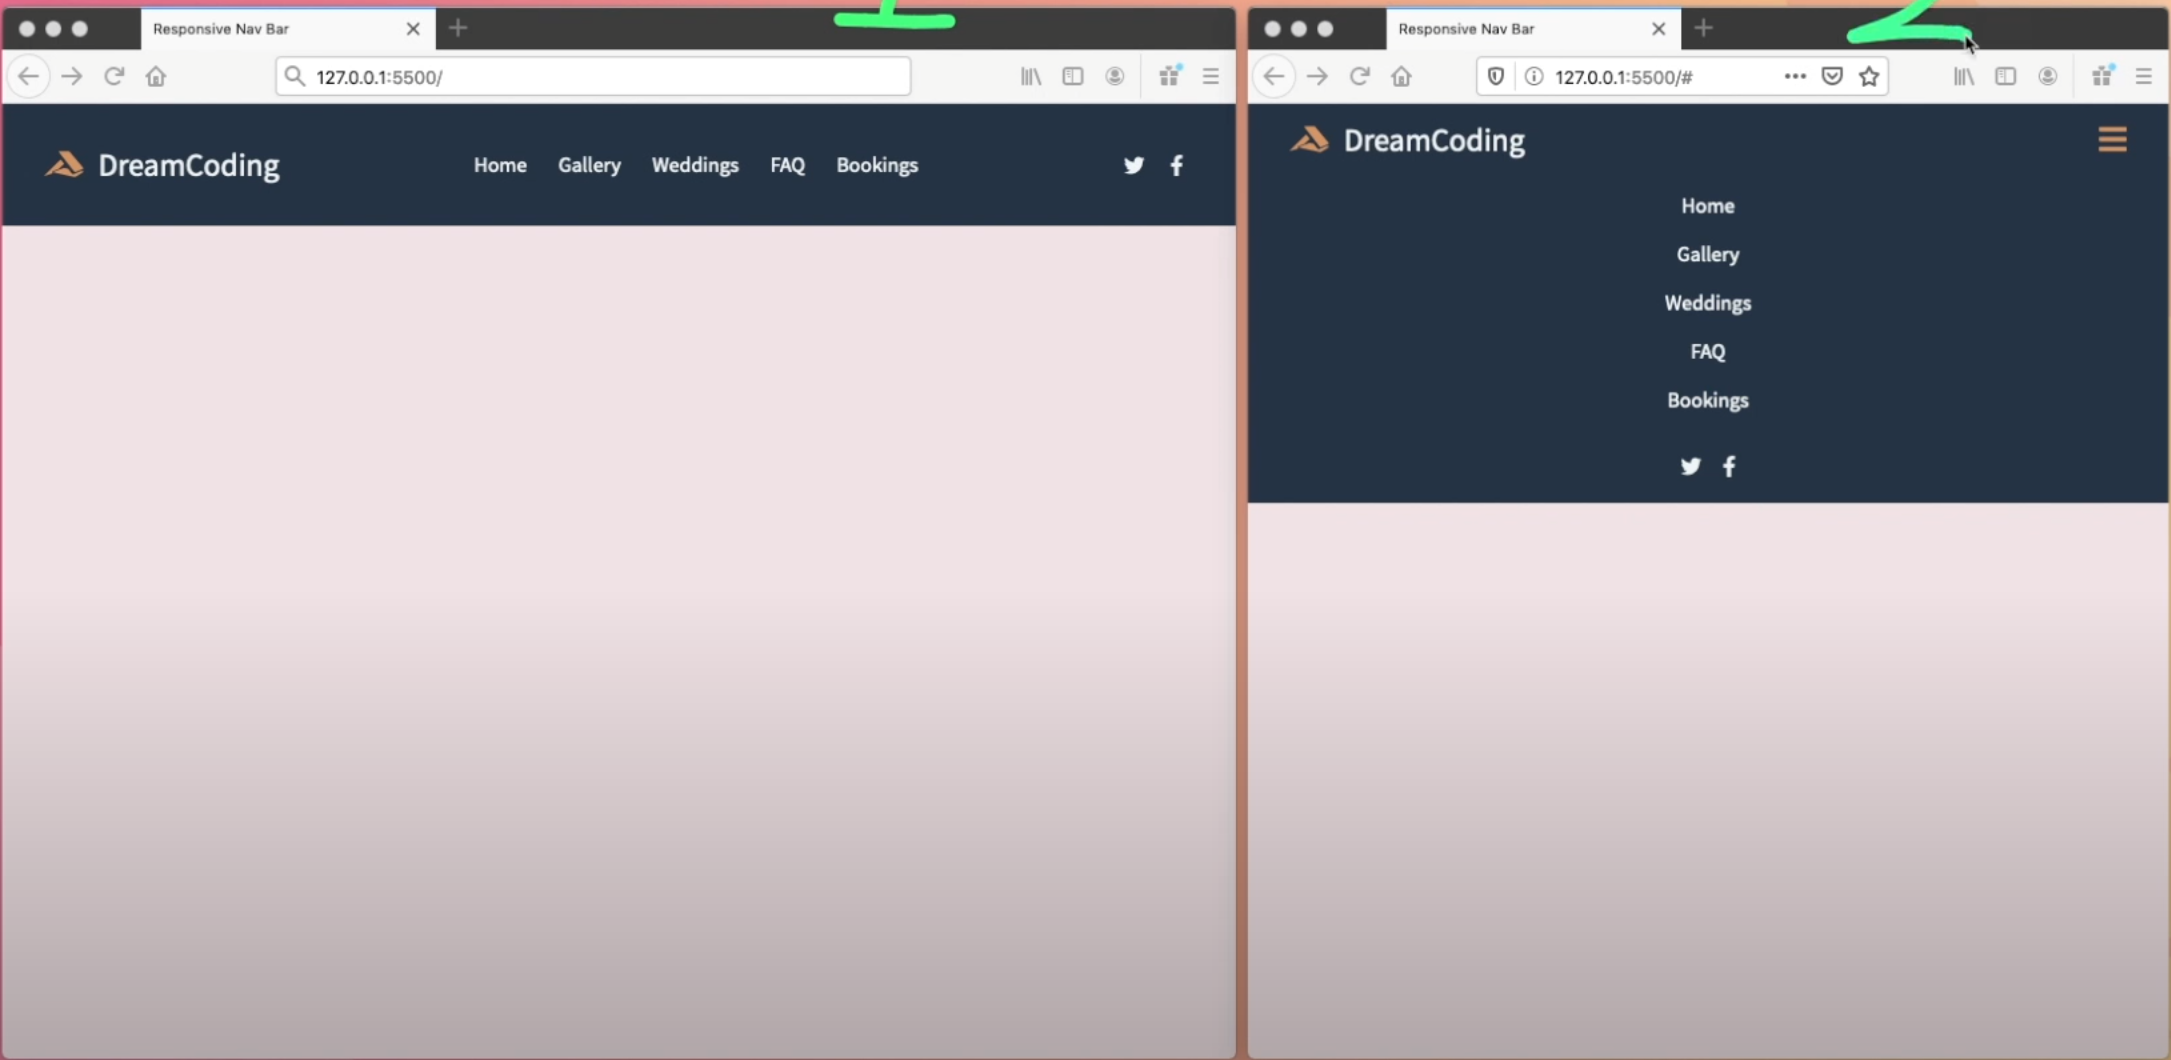 Responsive Nav Bar
127.0.0.1:5500/
DreamCoding
Home Gallery Weddings FAQ Bookings
Responsive Nav Bar
127.0.0.1:5500/#
DreamCoding
Home
Gallery
Weddings
FAQ
Bookings